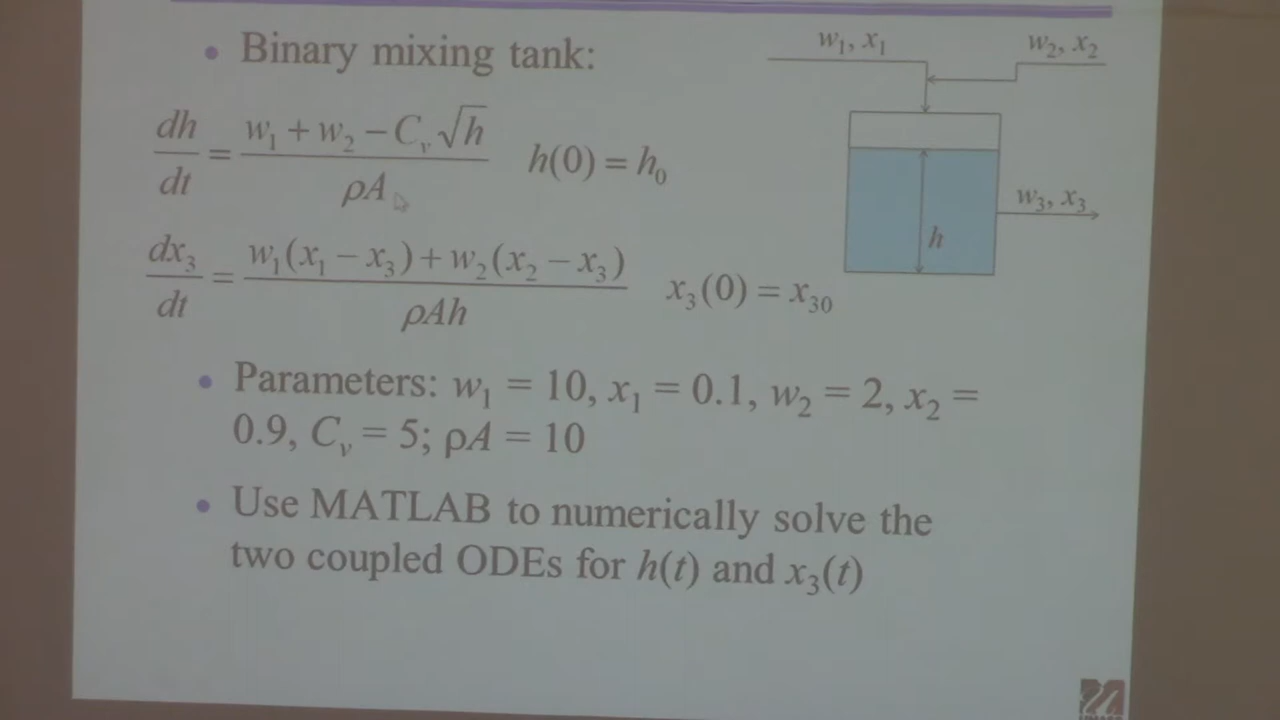 • Binary mixing tank:
w₁, x₁
w₂, x₂
dh/dt = (w₁ + w₂ − Cᵥ√h)/(ρA)    h(0) = h₀
w₃, x₃
h
dx₃/dt = (w₁(x₁ − x₃) + w₂(x₂ − x₃))/(ρAh)    x₃(0) = x₃₀
• Parameters: w₁ = 10, x₁ = 0.1, w₂ = 2, x₂ =
0.9, Cᵥ = 5; ρA = 10
• Use MATLAB to numerically solve the
two coupled ODEs for h(t) and x₃(t)